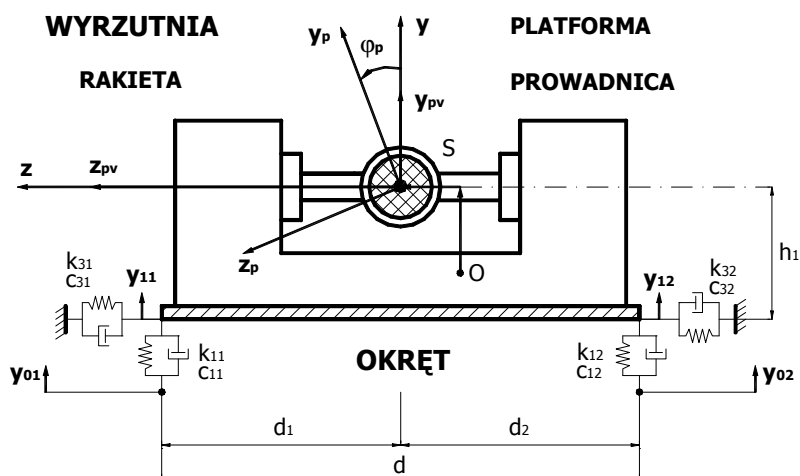 WYRZUTNIA
PLATFORMA
RAKIETA
PROWADNICA
yp
φp
y
ypv
S
z
zpv
zp
O
h1
k31
c31
y11
y12
k32
c32
k11
c11
OKRĘT
k12
c12
y01
y02
d1
d2
d